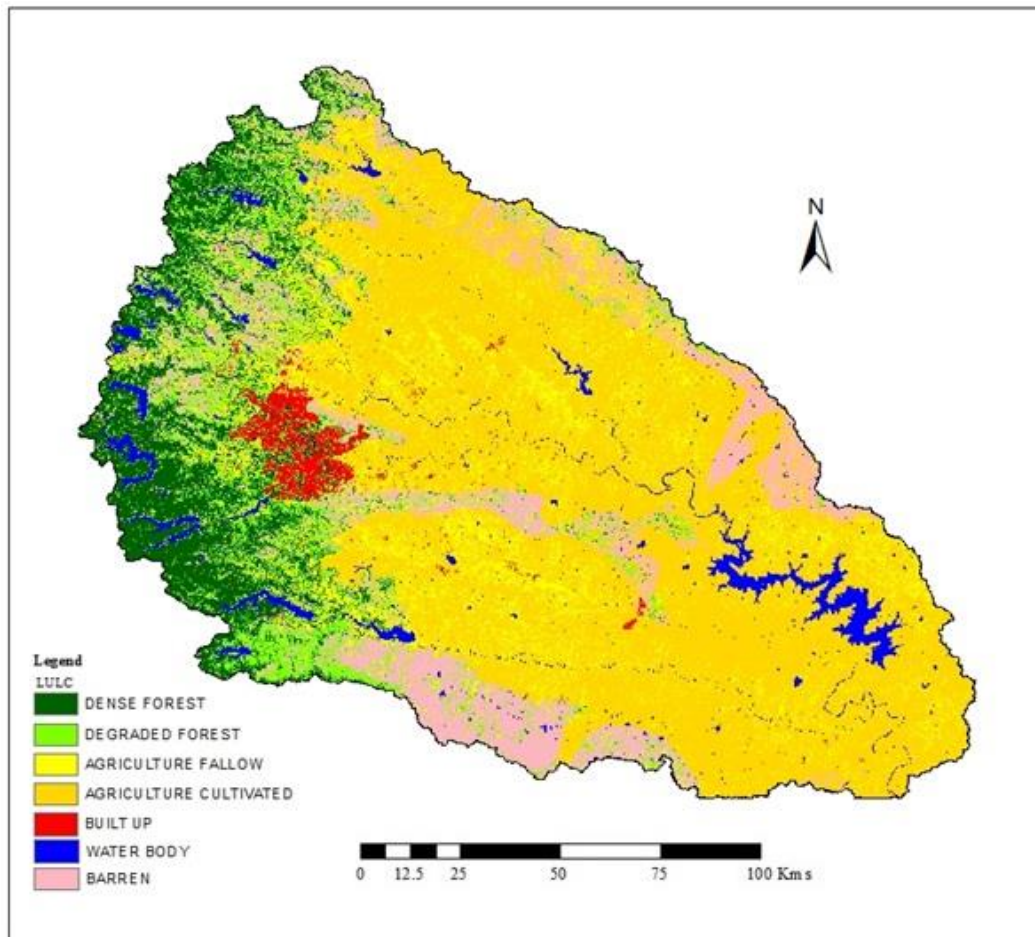 N
Legend
LULC
DENSE FOREST
DEGRADED FOREST
AGRICULTURE FALLOW
AGRICULTURE CULTIVATED
BUILT UP
WATER BODY
BARREN
0 12.5 25 50 75 100 Kms